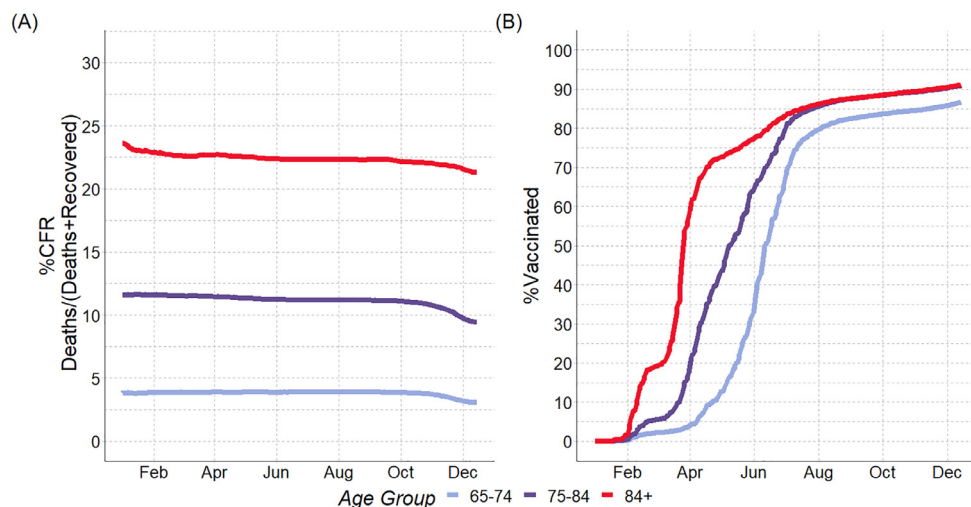 (A)
(B)
%CFR
Deaths/(Deaths+Recovered)
30
25
20
15
10
5
0
Feb Apr Jun Aug Oct Dec
%Vaccinated
100
90
80
70
60
50
40
30
20
10
0
Feb Apr Jun Aug Oct Dec
Age Group 65-74 75-84 84+